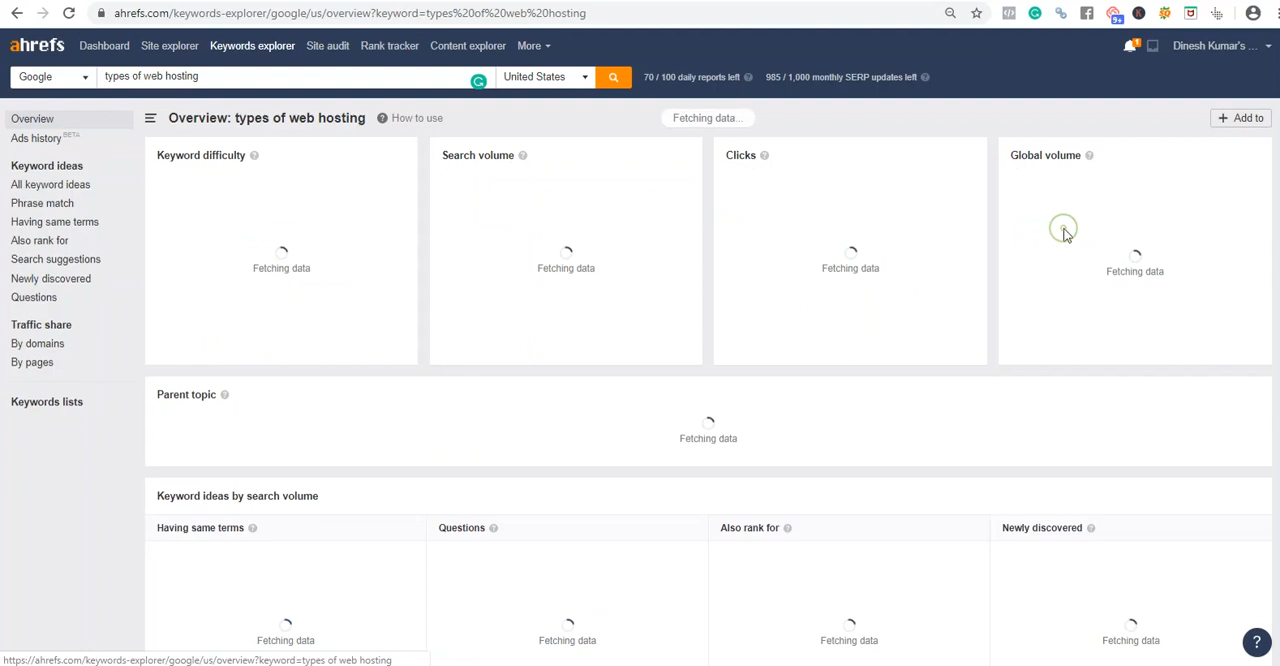 ahrefs.com/keywords-explorer/google/us/overview?keyword=types%20of%20web%20hosting
9+
K
ahrefs Dashboard Site explorer Keywords explorer Site audit Rank tracker Content explorer More 1 Dinesh Kumar's ...
Google types of web hosting G United States 70 / 100 daily reports left ? 985 / 1,000 monthly SERP updates left ?
Overview
Ads history BETA
Keyword ideas
All keyword ideas
Phrase match
Having same terms
Also rank for
Search suggestions
Newly discovered
Questions
Traffic share
By domains
By pages
Keywords lists
Overview: types of web hosting ? How to use Fetching data... + Add to
Keyword difficulty ? Search volume ? Clicks ? Global volume ?
Fetching data Fetching data Fetching data Fetching data
Parent topic ?
Fetching data
Keyword ideas by search volume
Having same terms ? Questions ? Also rank for ? Newly discovered ?
Fetching data Fetching data Fetching data Fetching data
?
https://ahrefs.com/keywords-explorer/google/us/overview?keyword=types of web hosting